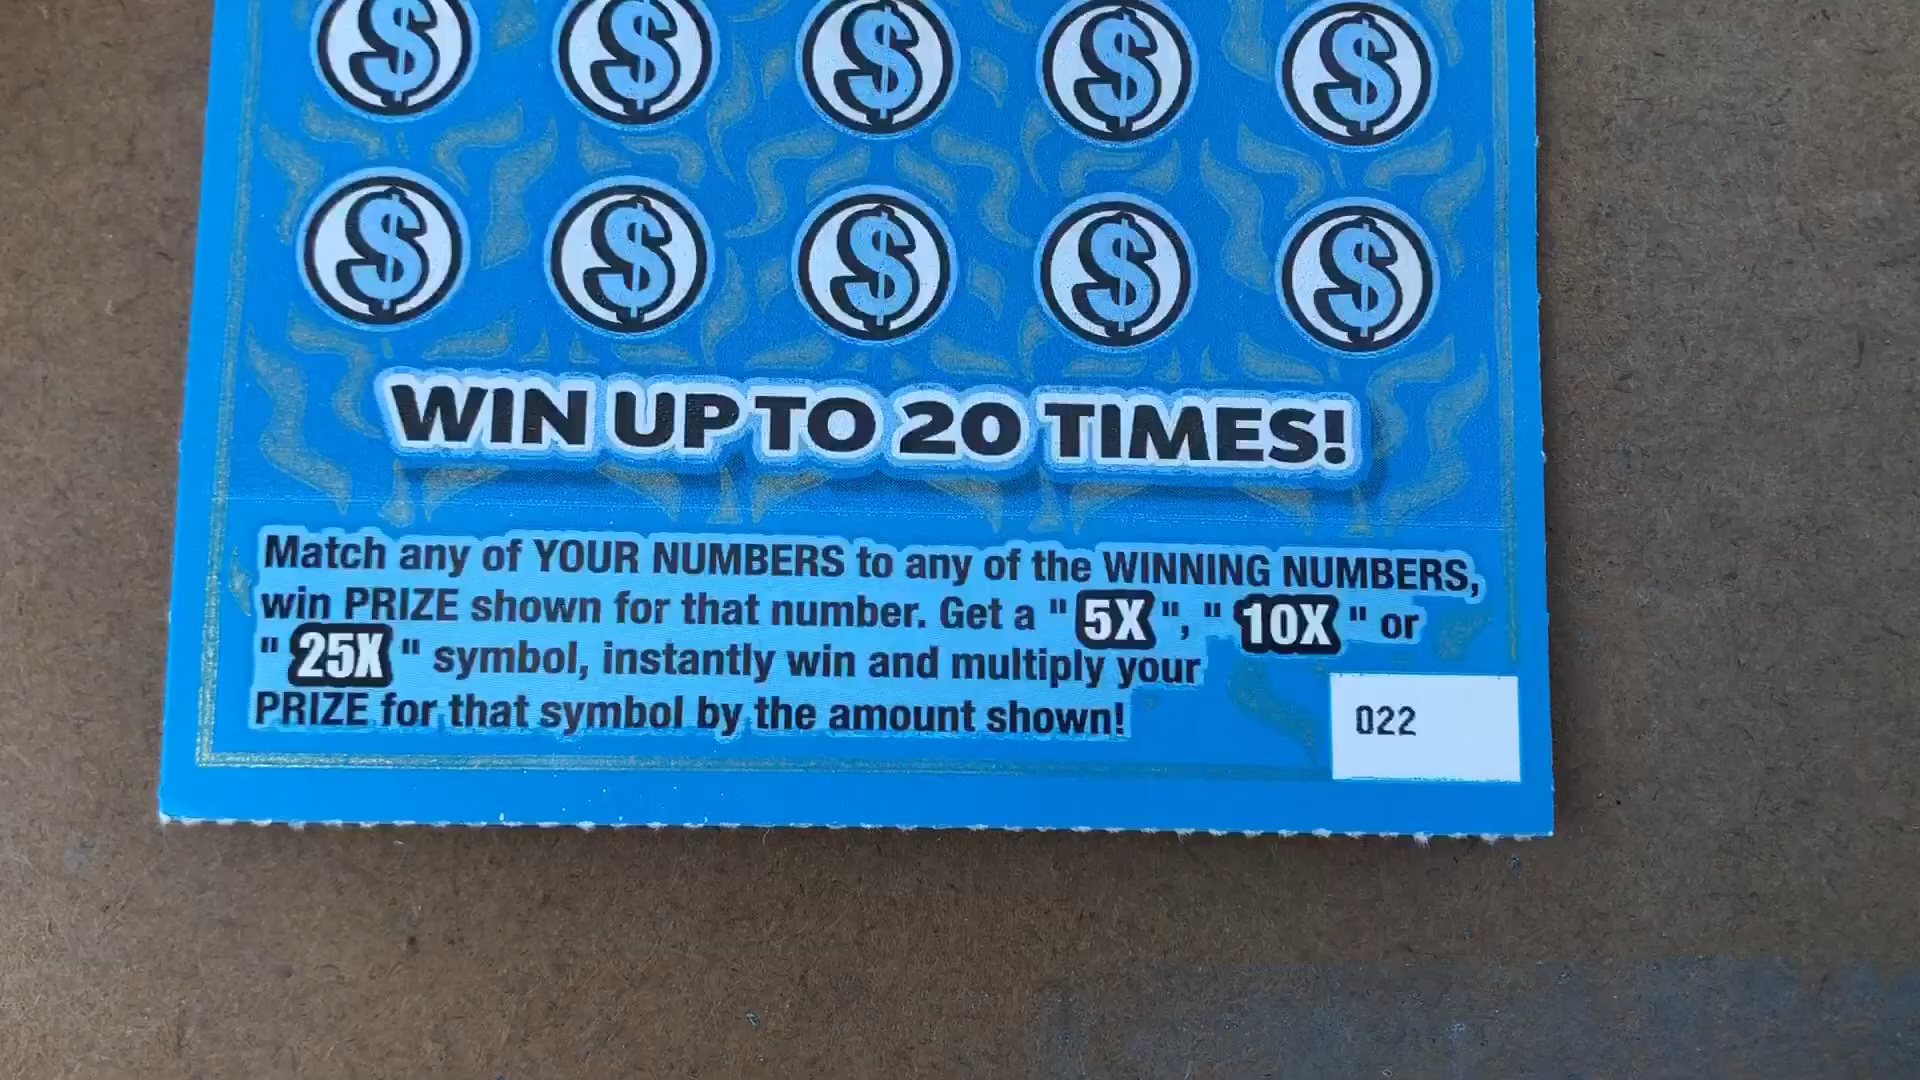 WIN UP TO 20 TIMES!
Match any of YOUR NUMBERS to any of the WINNING NUMBERS,
win PRIZE shown for that number. Get a " 5X ", " 10X " or
" 25X " symbol, instantly win and multiply your
PRIZE for that symbol by the amount shown!
022